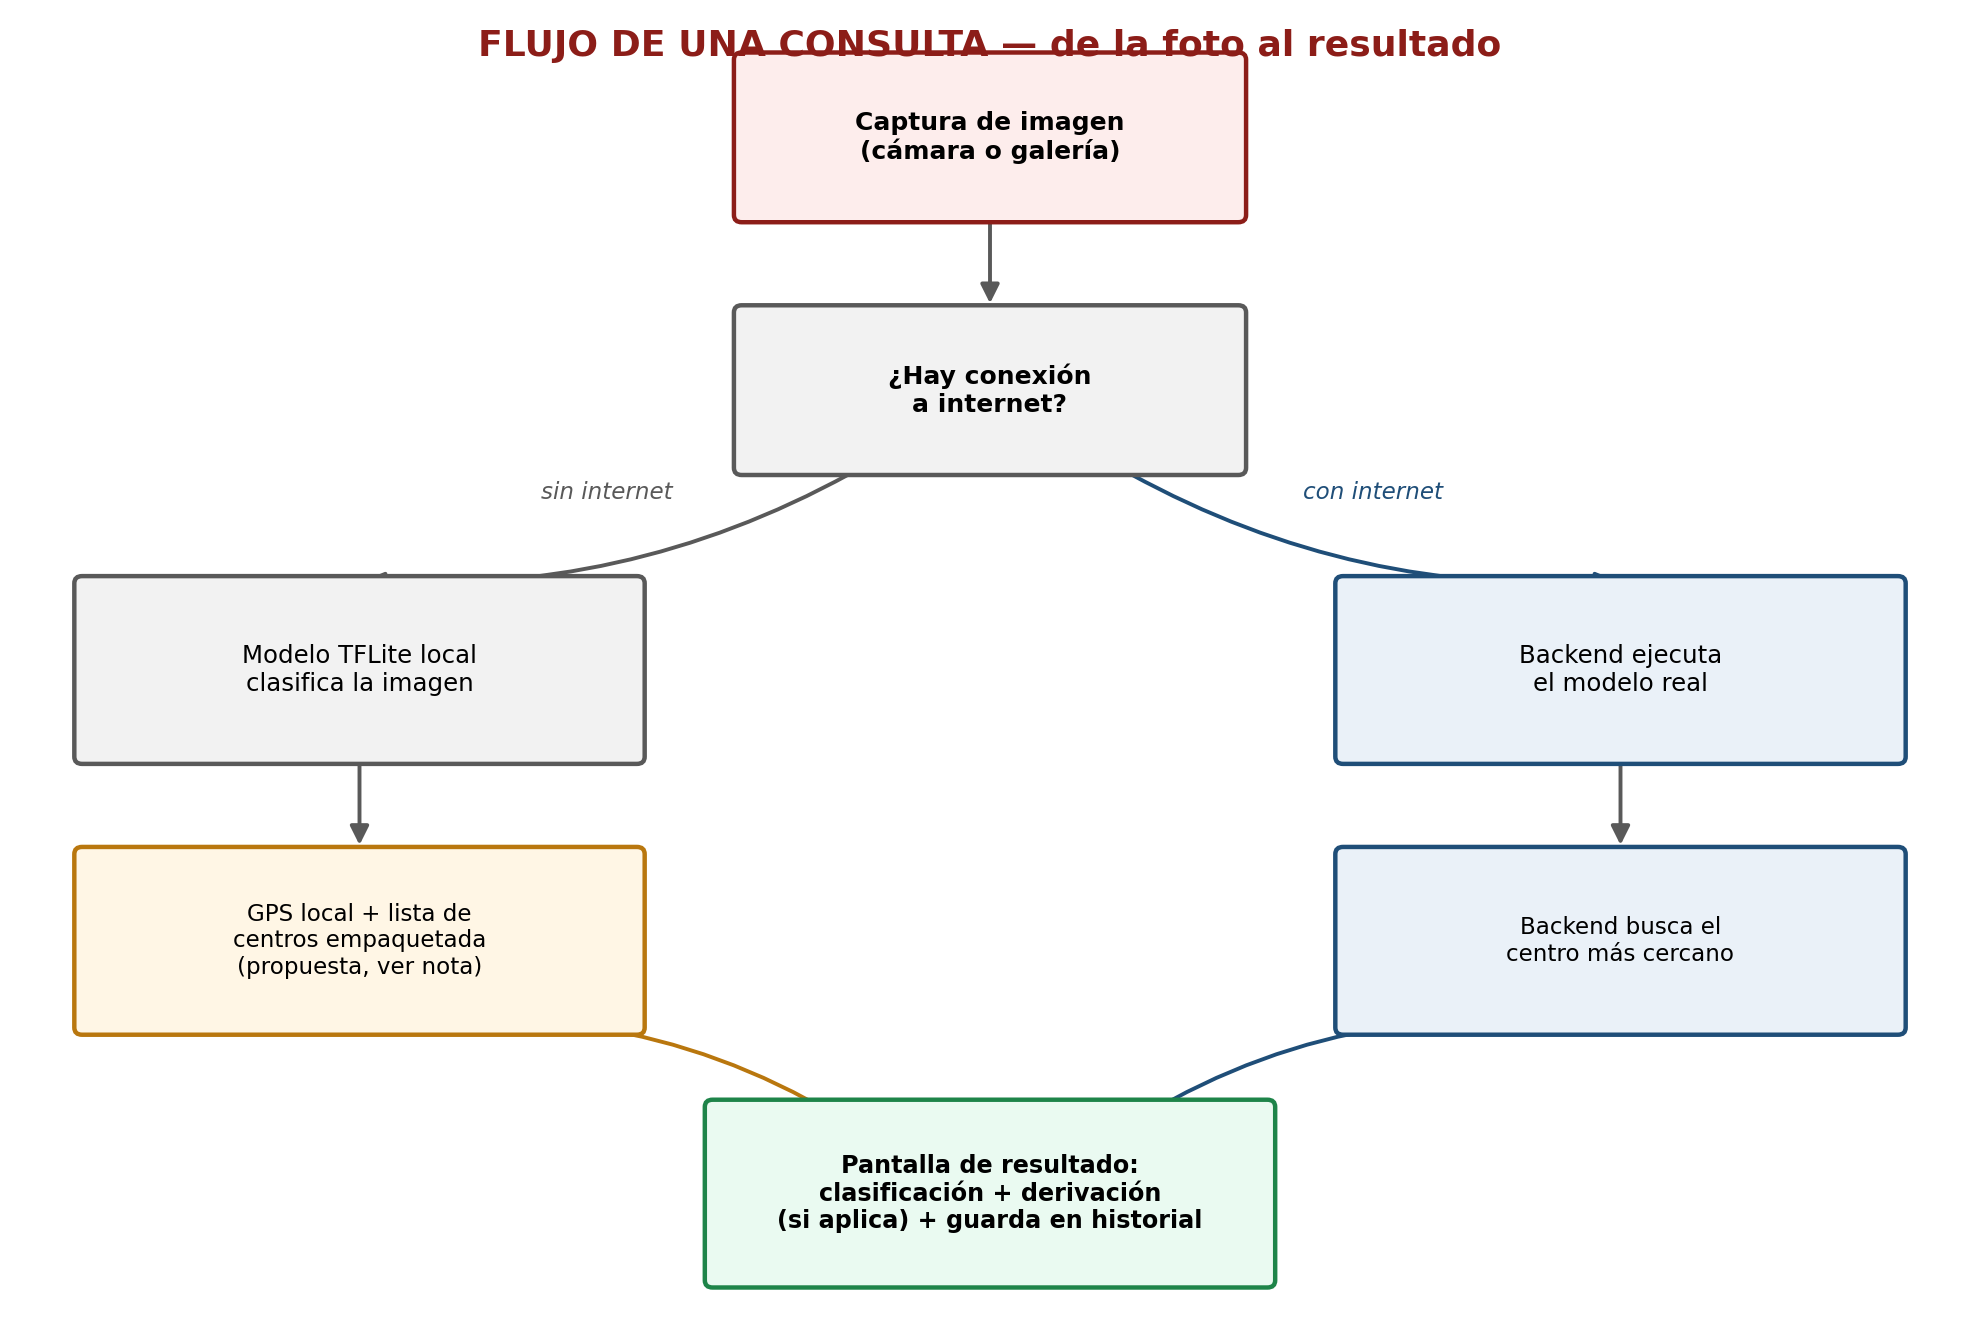 FLUJO DE UNA CONSULTA — de la foto al resultado
Captura de imagen
(cámara o galería)
¿Hay conexión
a internet?
sin internet
con internet
Modelo TFLite local
clasifica la imagen
Backend ejecuta
el modelo real
GPS local + lista de
centros empaquetada
(propuesta, ver nota)
Backend busca el
centro más cercano
Pantalla de resultado:
clasificación + derivación
(si aplica) + guarda en historial